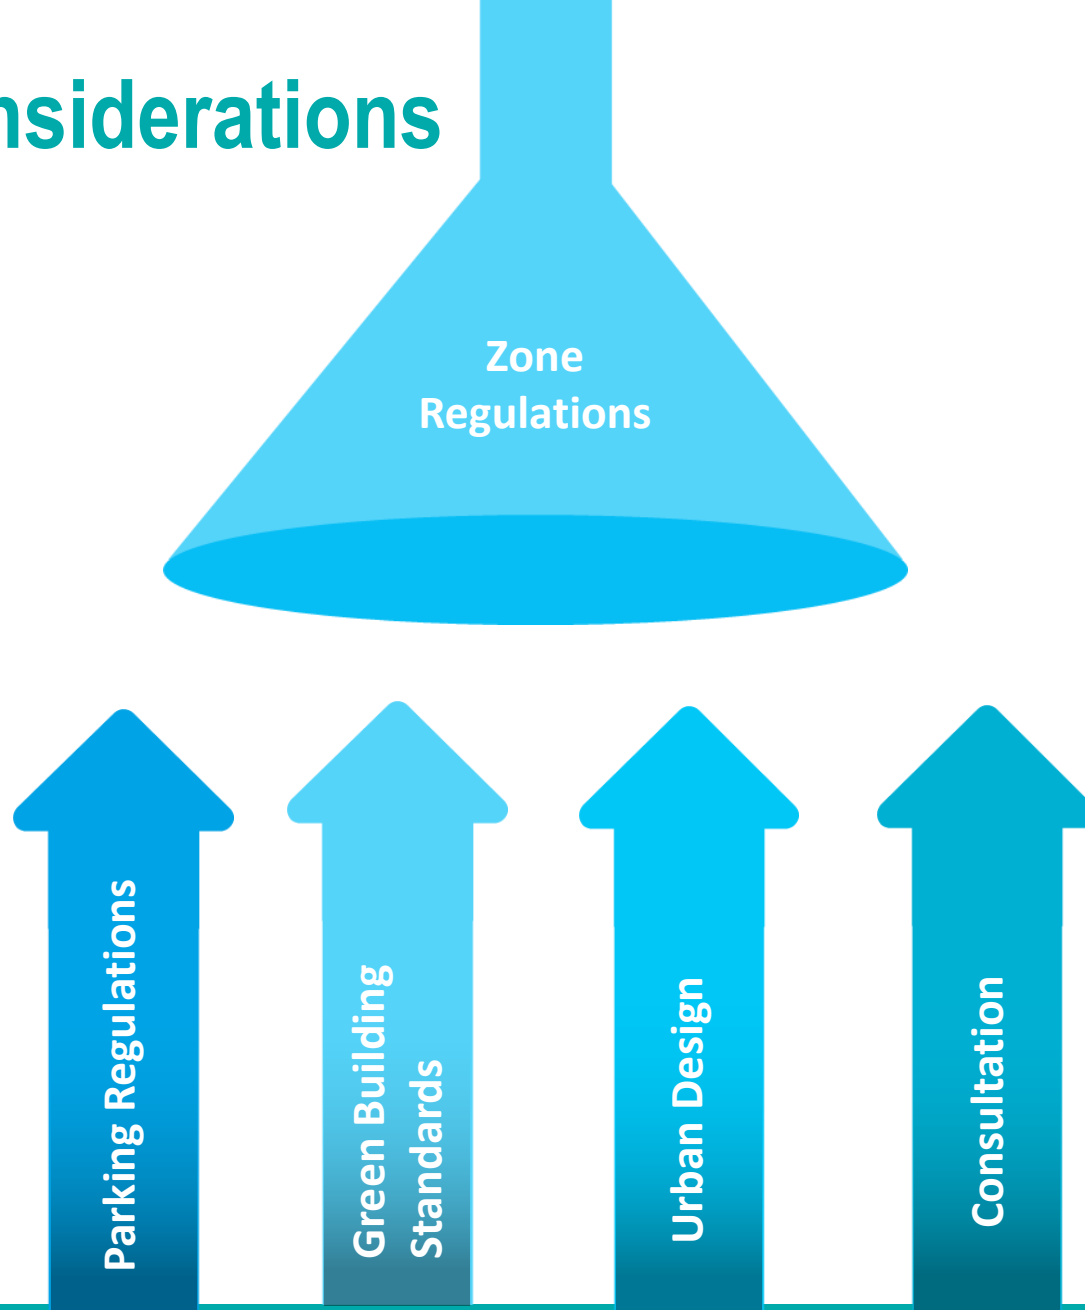 nsiderations
Zone
Regulations
Parking Regulations
Green Building
Standards
Urban Design
Consultation